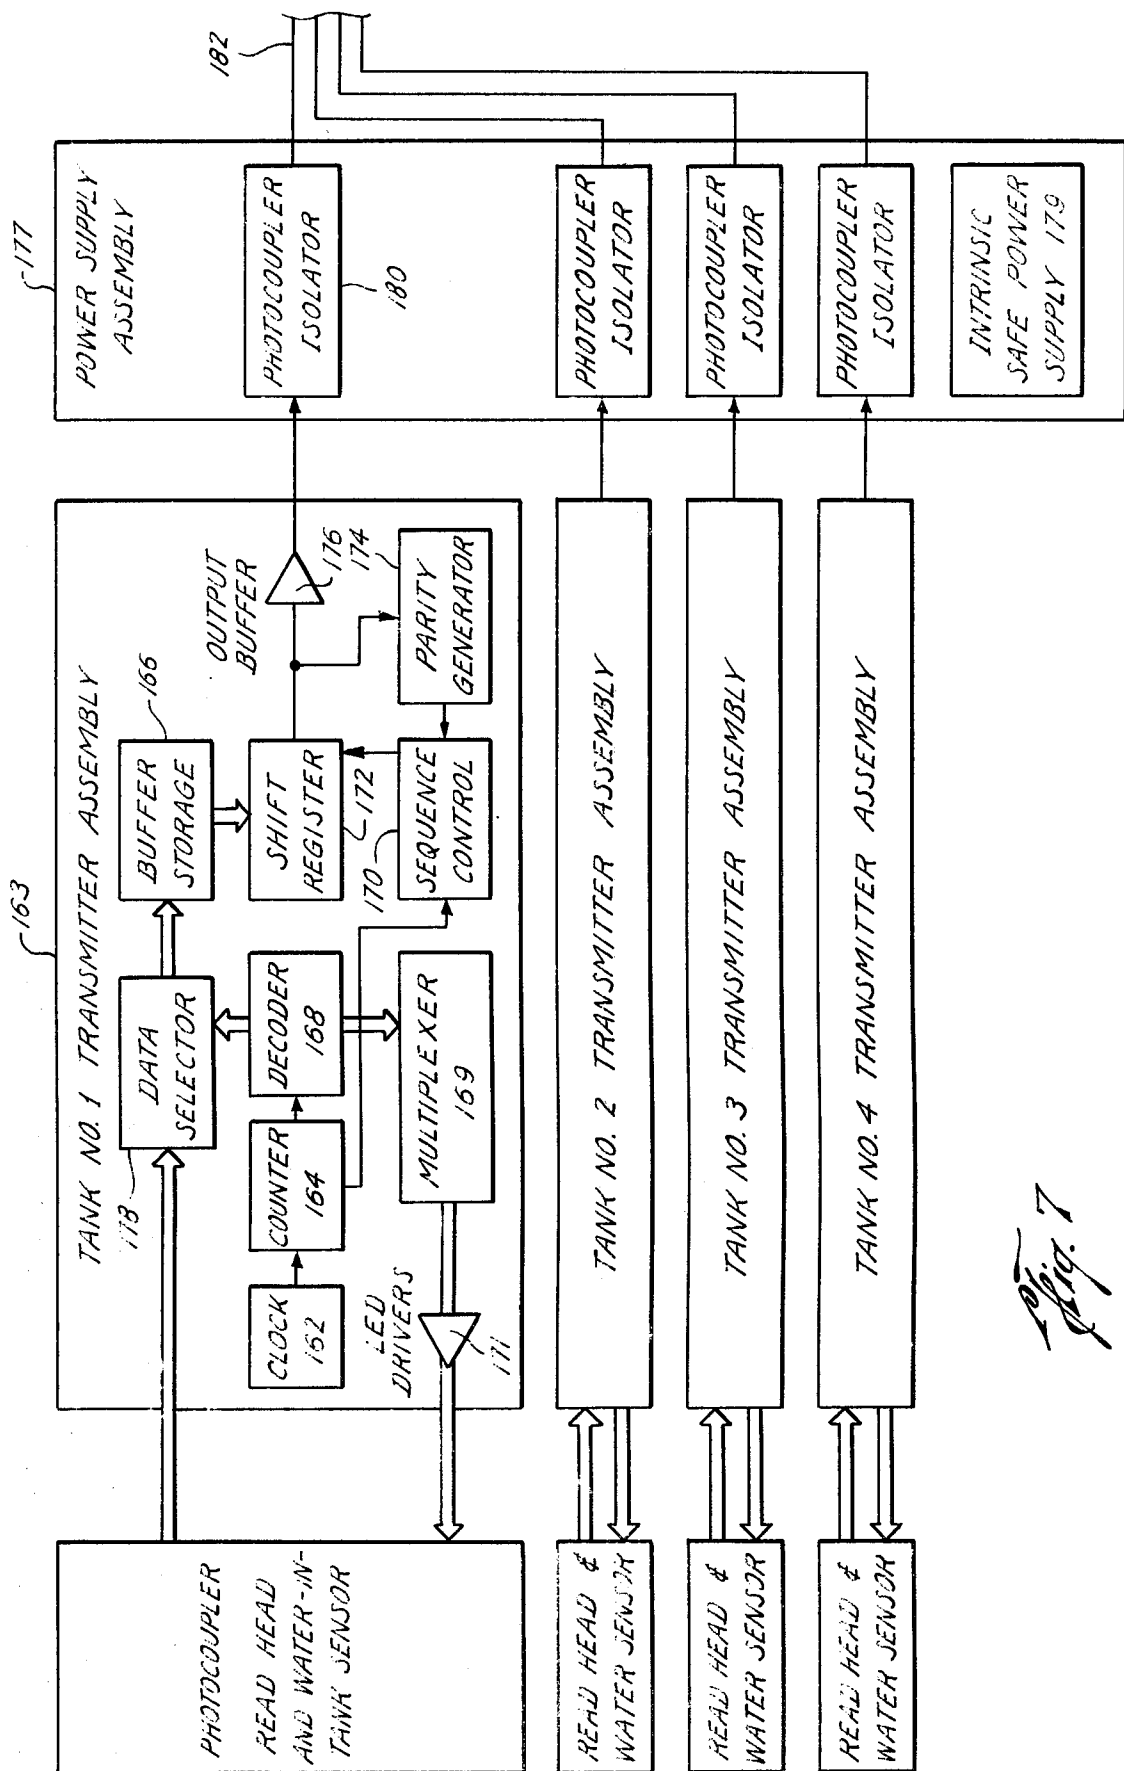 182
177
POWER SUPPLY
ASSEMBLY
PHOTOCOUPLER
ISOLATOR
180
PHOTOCOUPLER
ISOLATOR
PHOTOCOUPLER
ISOLATOR
PHOTOCOUPLER
ISOLATOR
INTRINSIC
SAFE POWER
SUPPLY 179
163
TANK NO. 1 TRANSMITTER ASSEMBLY
178
DATA
SELECTOR
BUFFER
STORAGE
166
CLOCK
162
COUNTER
164
DECODER
168
SHIFT
REGISTER
172
OUTPUT
BUFFER
176
174
LED
DRIVERS
171
MULTIPLEXER
169
170
SEQUENCE
CONTROL
PARITY
GENERATOR
TANK NO. 2 TRANSMITTER ASSEMBLY
TANK NO. 3 TRANSMITTER ASSEMBLY
TANK NO. 4 TRANSMITTER ASSEMBLY
PHOTOCOUPLER
READ HEAD
AND WATER-IN-
TANK SENSOR
READ HEAD &
WATER SENSOR
READ HEAD &
WATER SENSOR
READ HEAD &
WATER SENSOR
Fig. 7